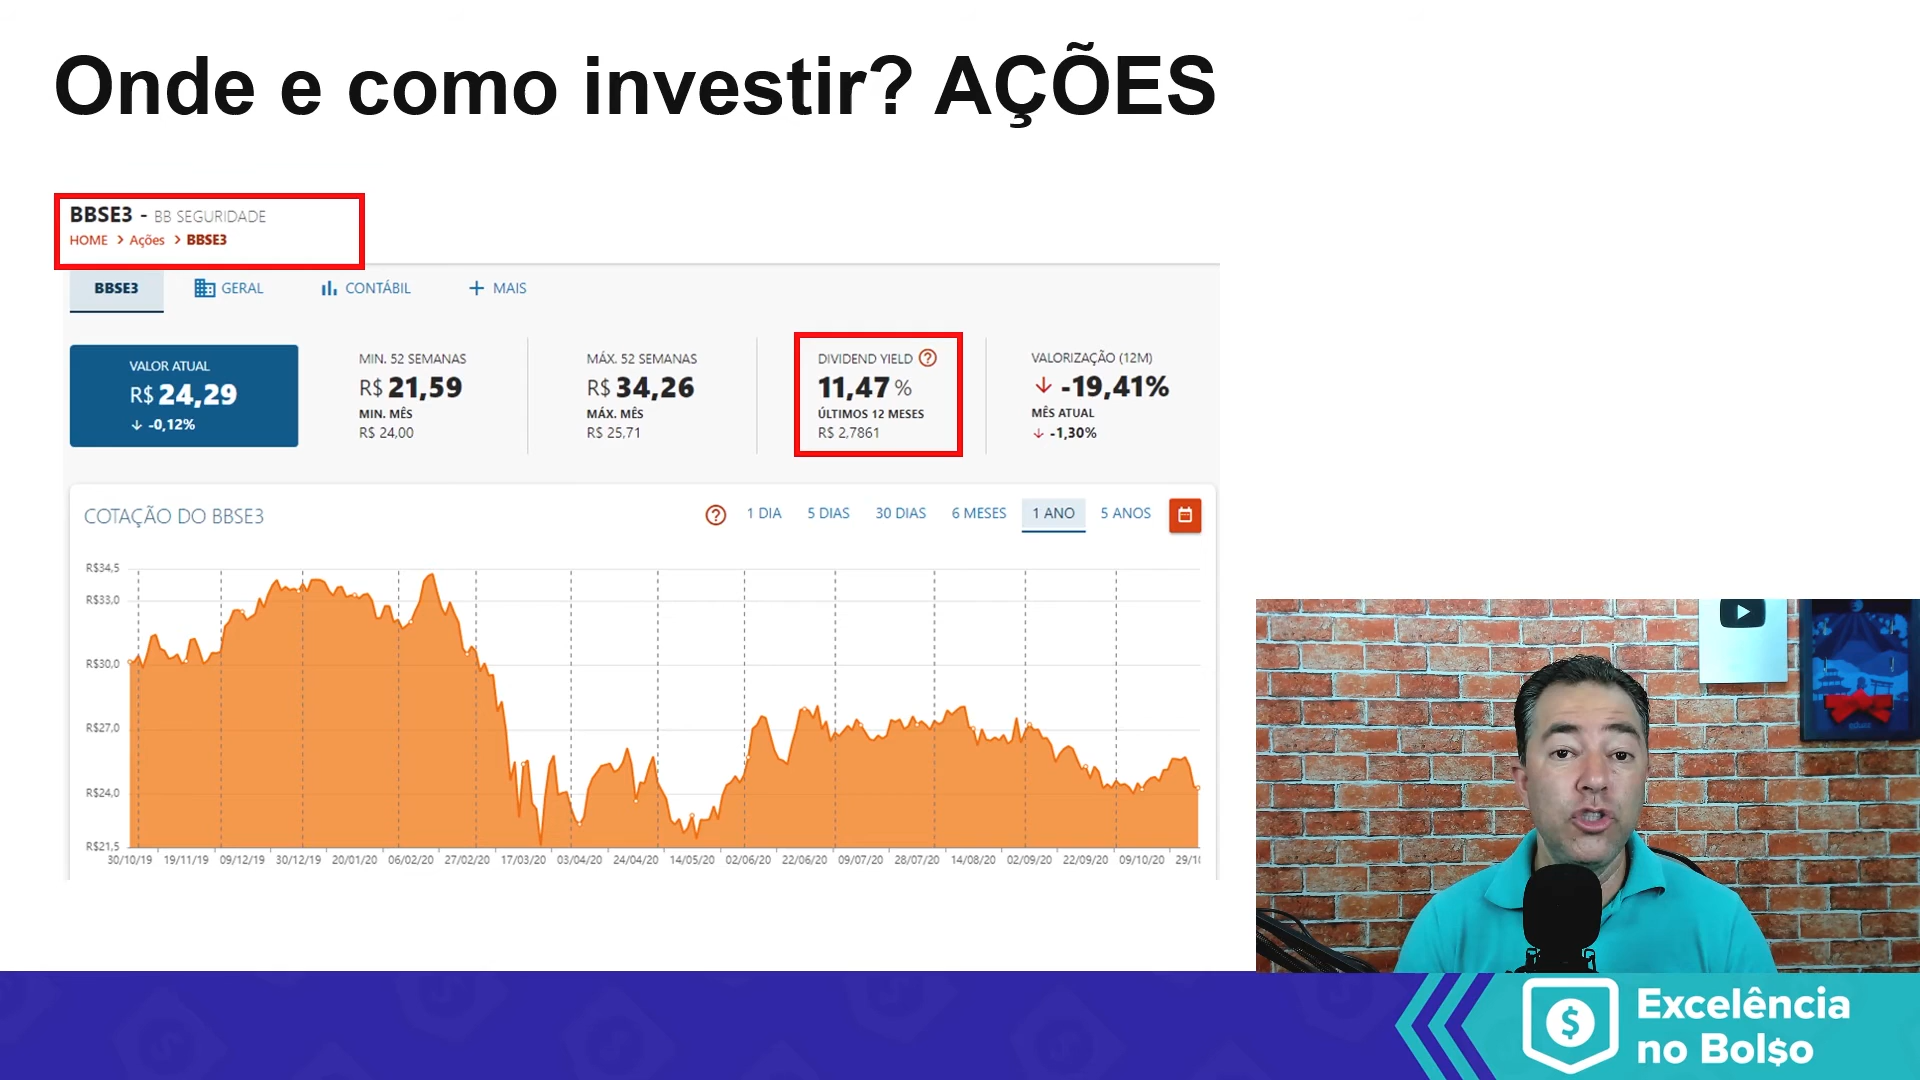 Onde e como investir? AÇÕES
BBSE3 - BB SEGURIDADE
HOME > Ações > BBSE3
BBSE3 GERAL CONTÁBIL + MAIS
VALOR ATUAL
R$ 24,29
-0,12%
MIN. 52 SEMANAS
R$ 21,59
MIN. MÊS
R$ 24,00
MÁX. 52 SEMANAS
R$ 34,26
MÁX. MÊS
R$ 25,71
DIVIDEND YIELD ?
11,47 %
ÚLTIMOS 12 MESES
R$ 2,7861
VALORIZAÇÃO (12M)
-19,41%
MÊS ATUAL
-1,30%
COTAÇÃO DO BBSE3
? 1 DIA 5 DIAS 30 DIAS 6 MESES 1 ANO 5 ANOS
R$34,5
R$33,0
R$30,0
R$27,0
R$24,0
R$21,5
30/10/19 19/11/19 09/12/19 30/12/19 20/01/20 06/02/20 27/02/20 17/03/20 03/04/20 24/04/20 14/05/20 02/06/20 22/06/20 09/07/20 28/07/20 14/08/20 02/09/20 22/09/20 09/10/20 29/10
Excelência
no Bol$o